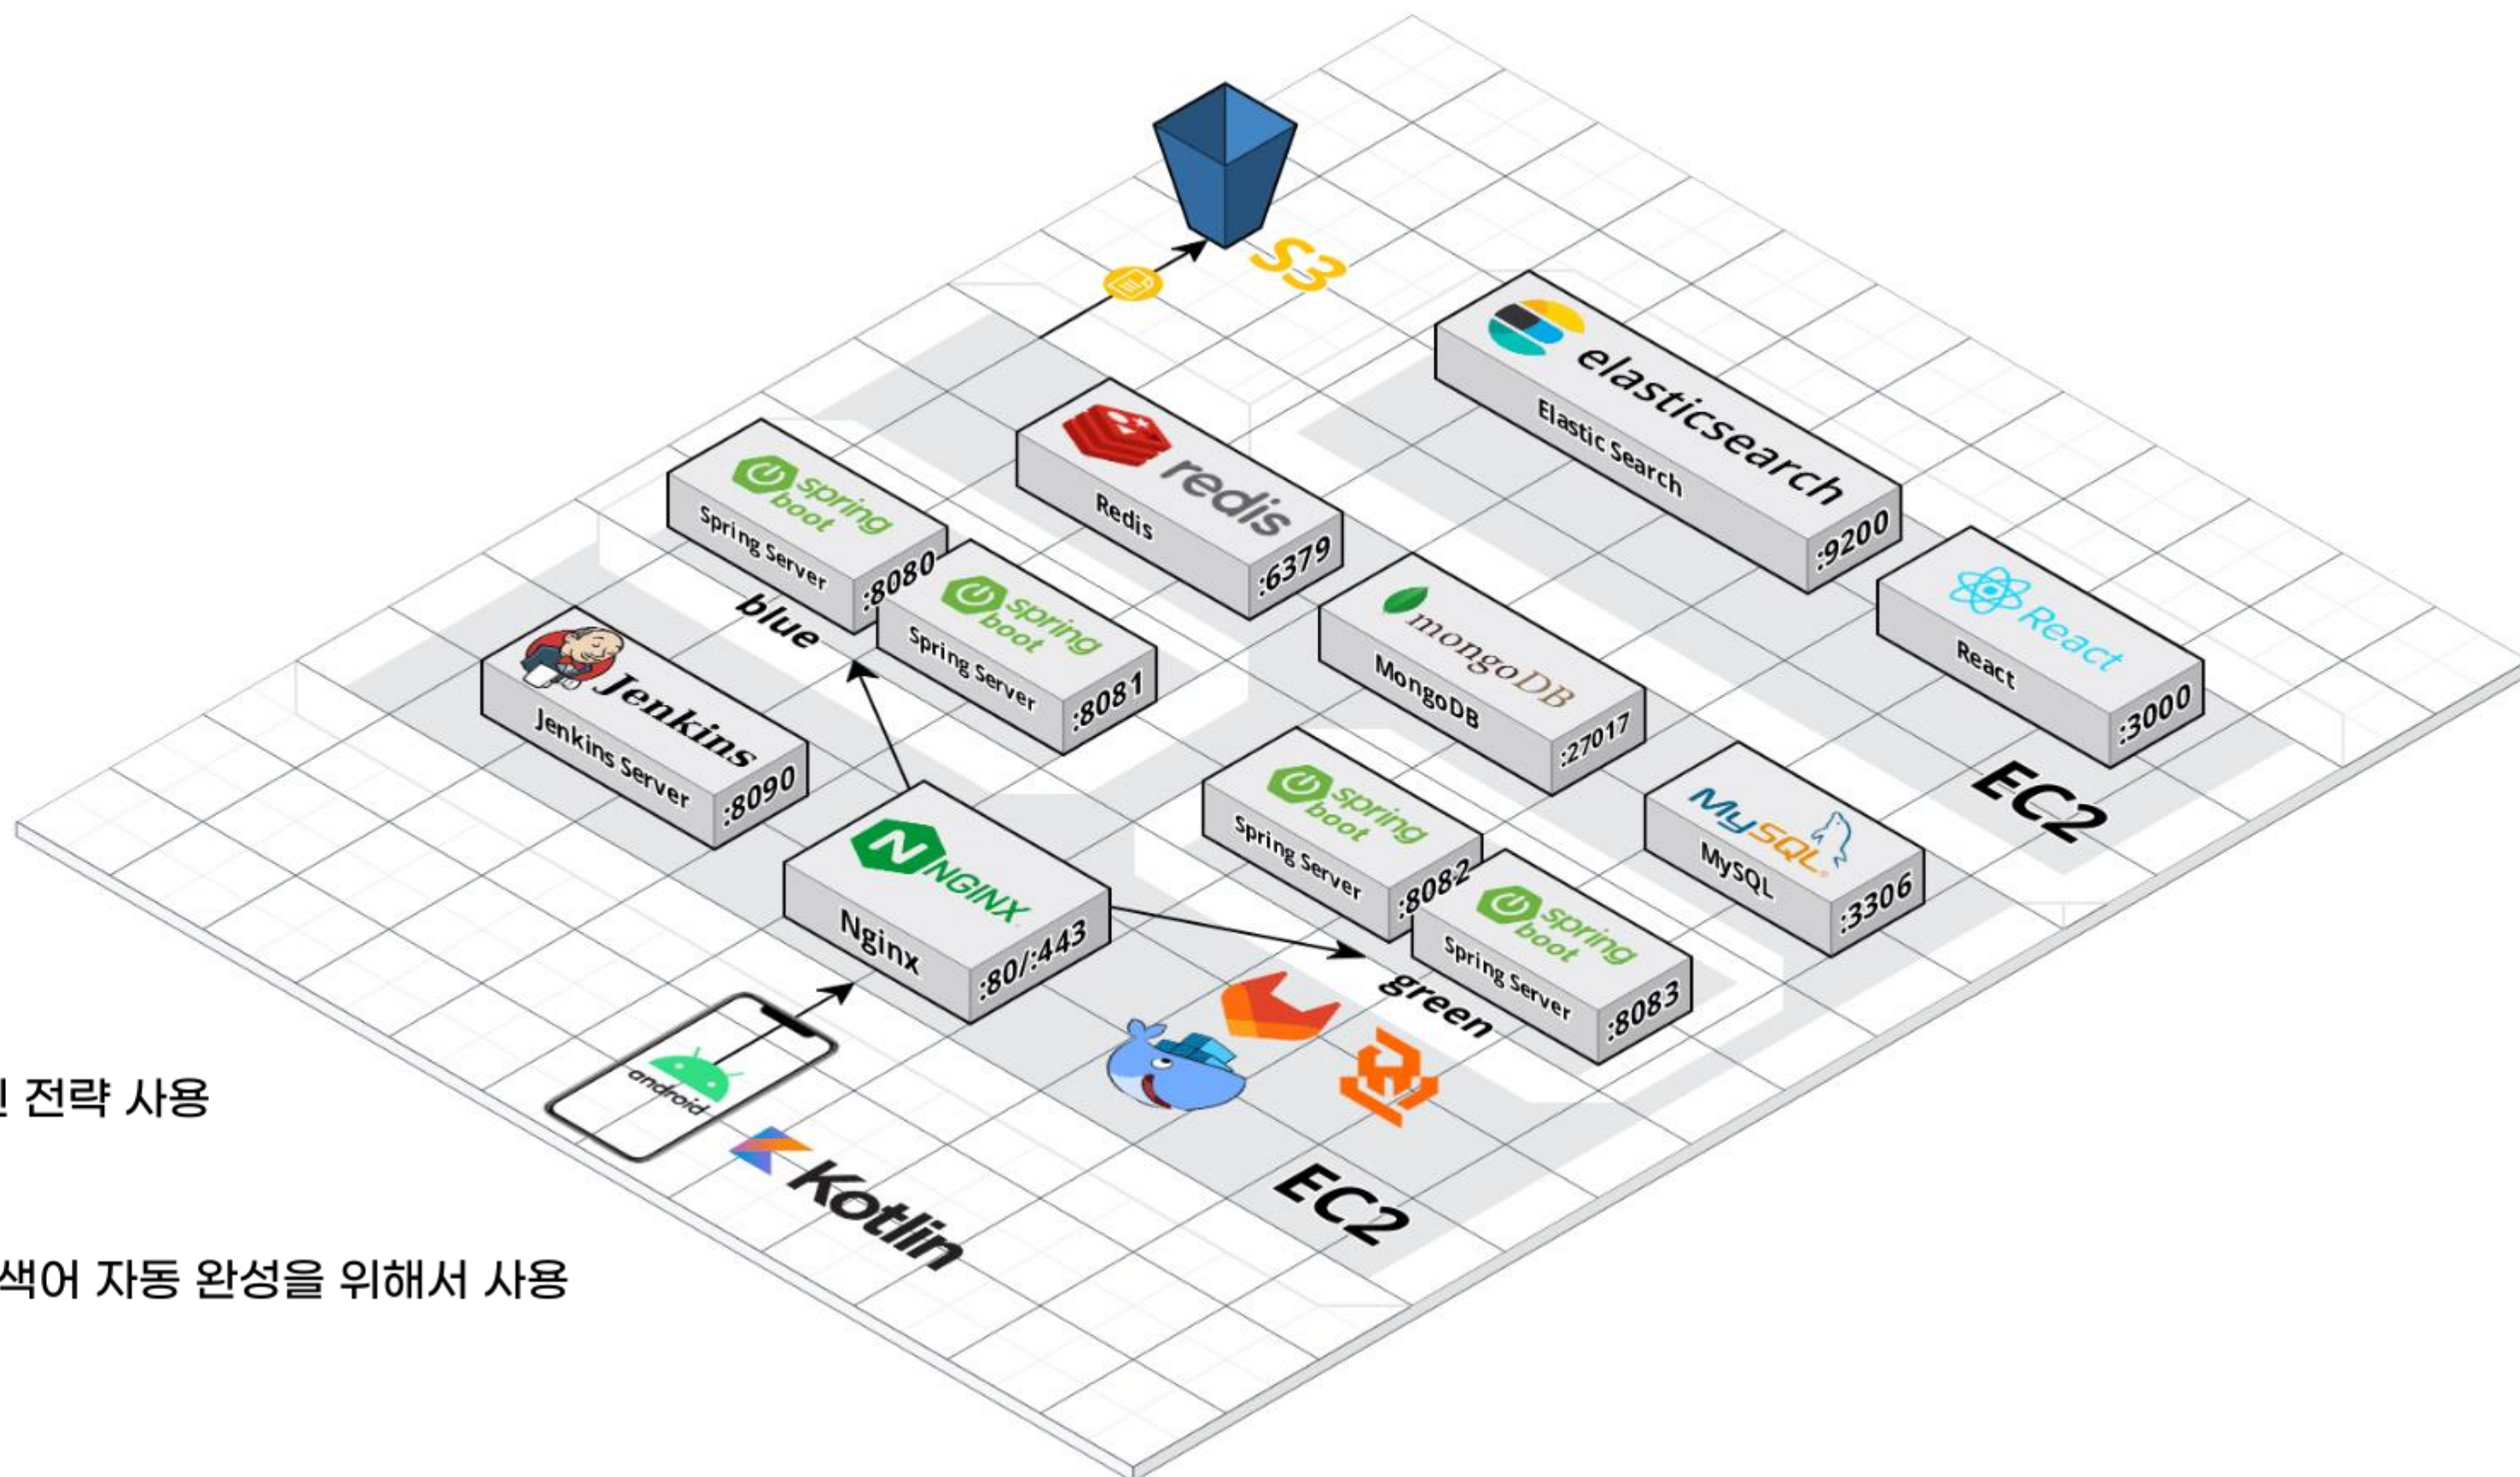 S3
elasticsearch
Elastic Search
:9200
redis
Redis
:6379
spring
boot
Spring Server
:8080
spring
boot
Spring Server
:8081
blue
React
React
:3000
mongoDB
MongoDB
:27017
Jenkins
Jenkins Server
:8090
NGINX
Nginx
:80/:443
spring
boot
Spring Server
:8082
spring
boot
Spring Server
:8083
green
MySQL
MySQL
:3306
EC2
android
Kotlin
EC2
전략 사용
색어 자동 완성을 위해서 사용